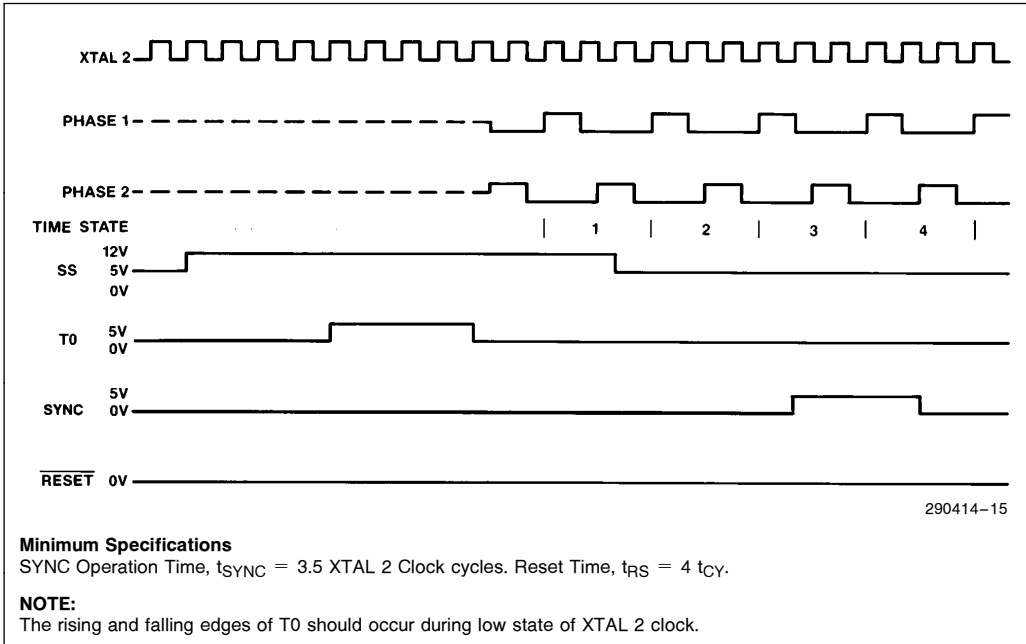 XTAL 2
PHASE 1
PHASE 2
TIME STATE 1 2 3 4
12V
SS 5V
0V
T0 5V
0V
5V
SYNC 0V
RESET 0V
290414–15
Minimum Specifications
SYNC Operation Time, tSYNC = 3.5 XTAL 2 Clock cycles. Reset Time, tRS = 4 tCY.
NOTE:
The rising and falling edges of T0 should occur during low state of XTAL 2 clock.